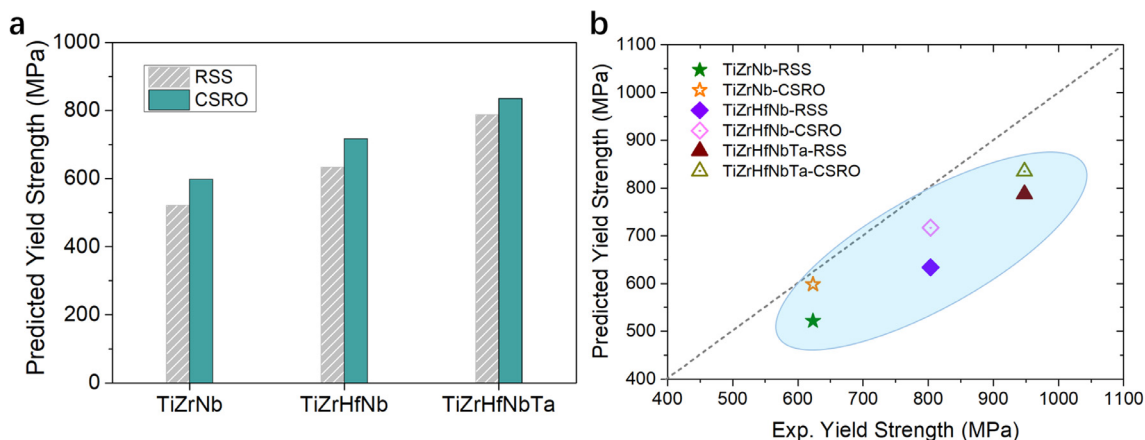 a
Predicted Yield Strength (MPa)
1000
800
600
400
200
0
RSS
CSRO
TiZrNb
TiZrHfNb
TiZrHfNbTa
b
Predicted Yield Strength (MPa)
1100
1000
900
800
700
600
500
400
TiZrNb-RSS
TiZrNb-CSRO
TiZrHfNb-RSS
TiZrHfNb-CSRO
TiZrHfNbTa-RSS
TiZrHfNbTa-CSRO
400 500 600 700 800 900 1000 1100
Exp. Yield Strength (MPa)